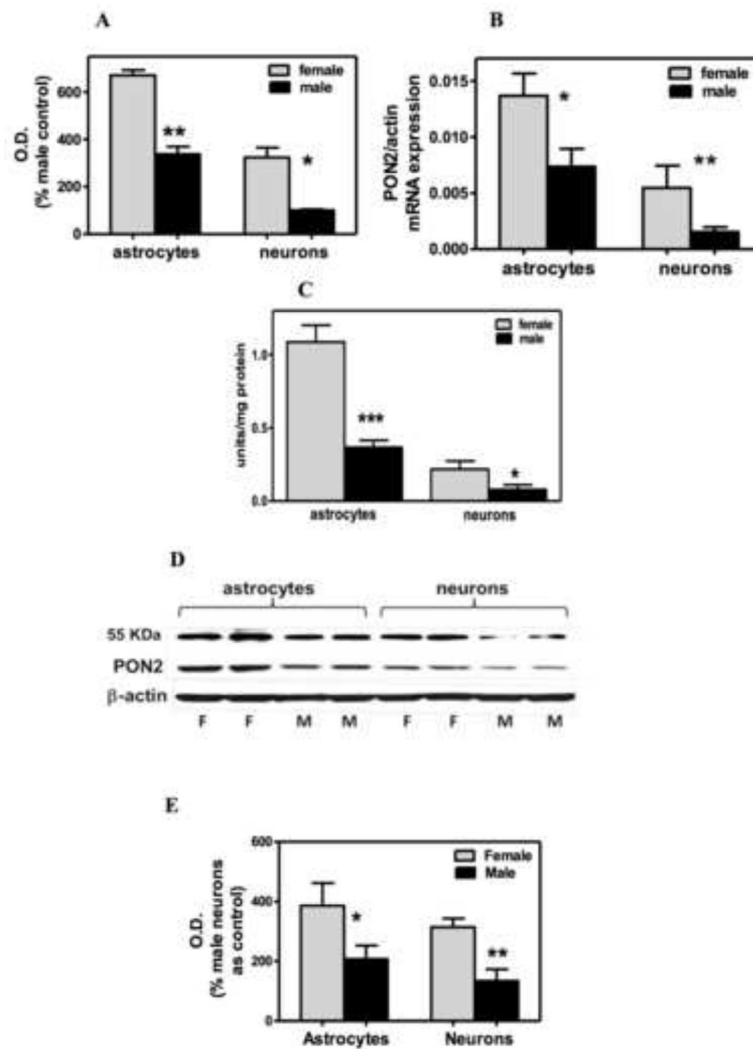 A
female
male
600
400
200
0
O.D.
(% male control)
**
*
astrocytes
neurons
B
female
male
0.015
0.010
0.005
0.000
PON2/actin
mRNA expression
*
**
astrocytes
neurons
C
female
male
1.0
0.5
0.0
units/mg protein
***
*
astrocytes
neurons
D
astrocytes
neurons
55 KDa
PON2
β-actin
F F M M F F M M
E
Female
Male
600
400
200
0
O.D.
(% male neurons
as control)
*
**
Astrocytes
Neurons